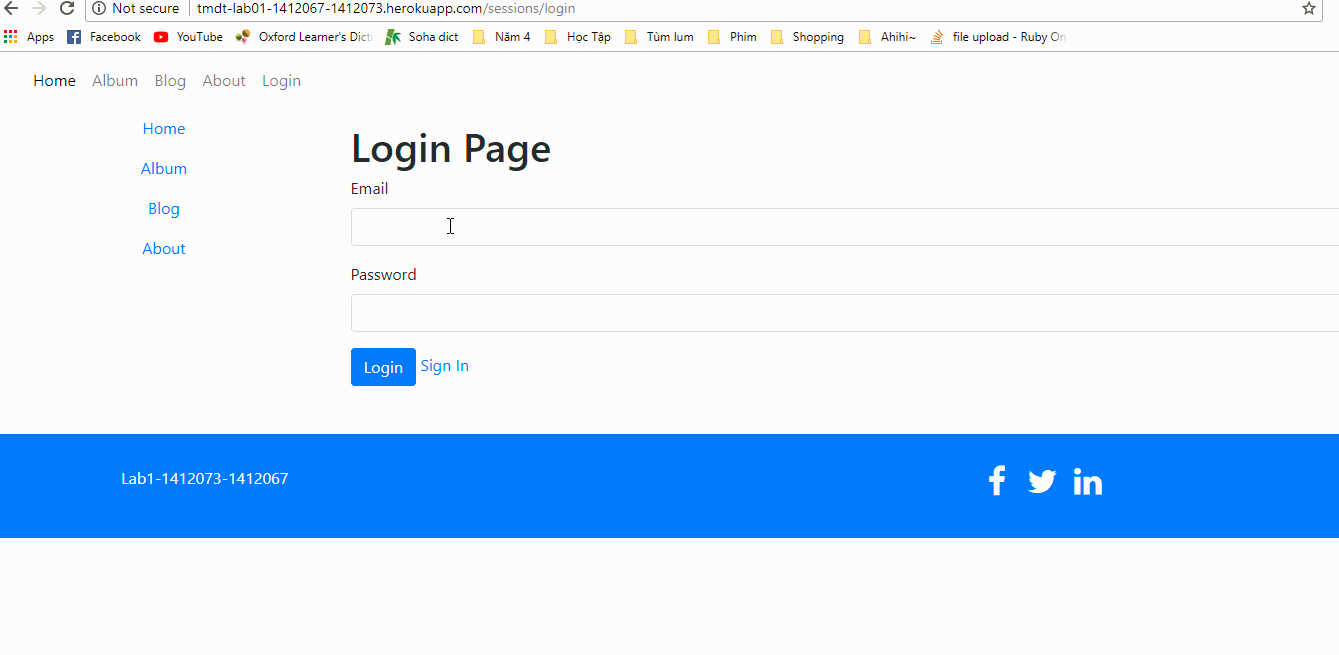 Not secure tmdt-lab01-1412067-1412073.herokuapp.com/sessions/login
Apps Facebook YouTube Oxford Learner's Dicti Soha dict Năm 4 Học Tập Tùm lum Phim Shopping Ahihi~ file upload - Ruby On
Home Album Blog About Login
Home
Album
Blog
About
Login Page
Email
Password
Login Sign In
Lab1-1412073-1412067